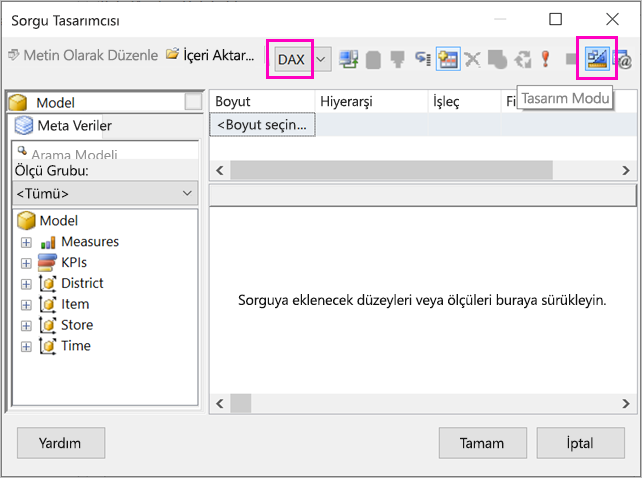 Sorgu Tasarımcısı
Metin Olarak Düzenle İçeri Aktar... DAX
Tasarım Modu
Model
Meta Veriler
Arama Modeli
Ölçü Grubu:
<Tümü>
Model
Measures
KPIs
District
Item
Store
Time
Boyut Hiyerarşi İşleç Fi
<Boyut seçin...
Sorguya eklenecek düzeyleri veya ölçüleri buraya sürükleyin.
Yardım Tamam İptal